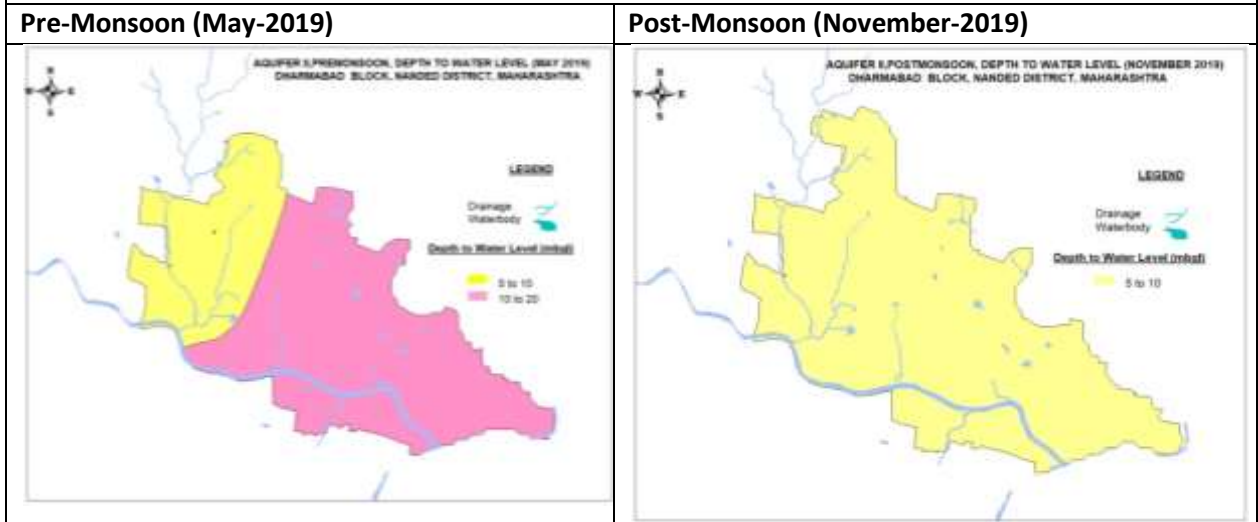 Pre-Monsoon (May-2019)
Post-Monsoon (November-2019)
AQUIFER II,PREMONSOON, DEPTH TO WATER LEVEL (MAY 2019)
DHARMABAD BLOCK, NANDED DISTRICT, MAHARASHTRA
N
W E
S
LEGEND
Drainage
Waterbody
Depth to Water Level (mbgl)
5 to 10
10 to 20
AQUIFER II,POSTMONSOON, DEPTH TO WATER LEVEL (NOVEMBER 2019)
DHARMABAD BLOCK, NANDED DISTRICT, MAHARASHTRA
N
W E
S
LEGEND
Drainage
Waterbody
Depth to Water Level (mbgl)
5 to 10